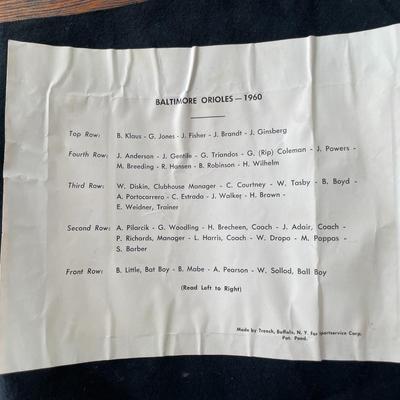 BALTIMORE ORIOLES — 1960
Top Row: B. Klaus - G. Jones - J. Fisher - J. Brandt - J. Ginsberg
Fourth Row: J. Anderson - J. Gentile - G. Triandos - G. (Rip) Coleman - J. Powers -
M. Breeding - R. Hansen - B. Robinson - H. Wilhelm
Third Row: W. Diskin, Clubhouse Manager - C. Courtney - W. Tasby - B. Boyd -
A. Portocarrero - C. Estrada - J. Walker - H. Brown -
E. Weidner, Trainer
Second Row: A. Pilarcik - G. Woodling - H. Brecheen, Coach - J. Adair, Coach -
P. Richards, Manager - L. Harris, Coach - W. Dropo - M. Pappas -
S. Barber
Front Row: B. Little, Bat Boy - B. Mabe - A. Pearson - W. Sollod, Ball Boy
(Read Left to Right)
Made by Trench, Buffalo, N. Y. For Sportservice Corp.
Pat. Pend.